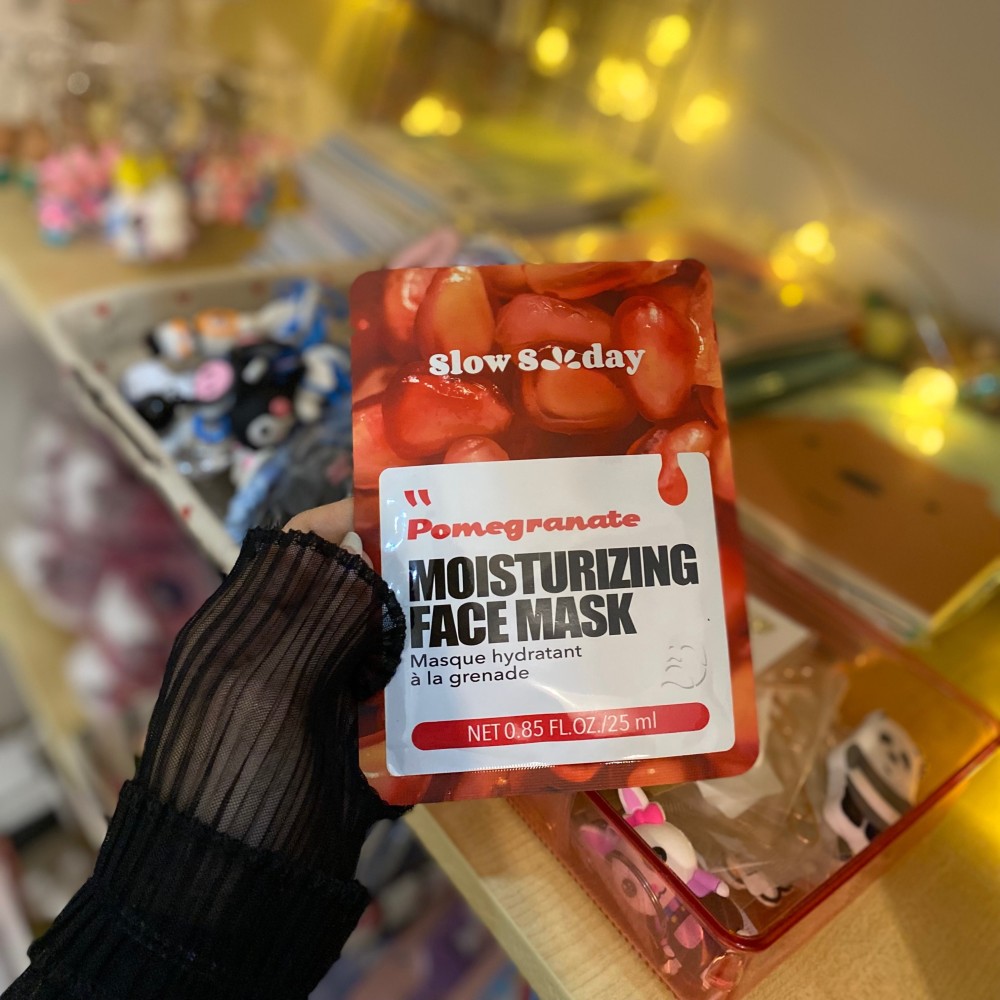 slow sunday
"
Pomegranate
MOISTURIZING
FACE MASK
Masque hydratant
à la grenade
NET 0.85 FL.OZ./25 ml